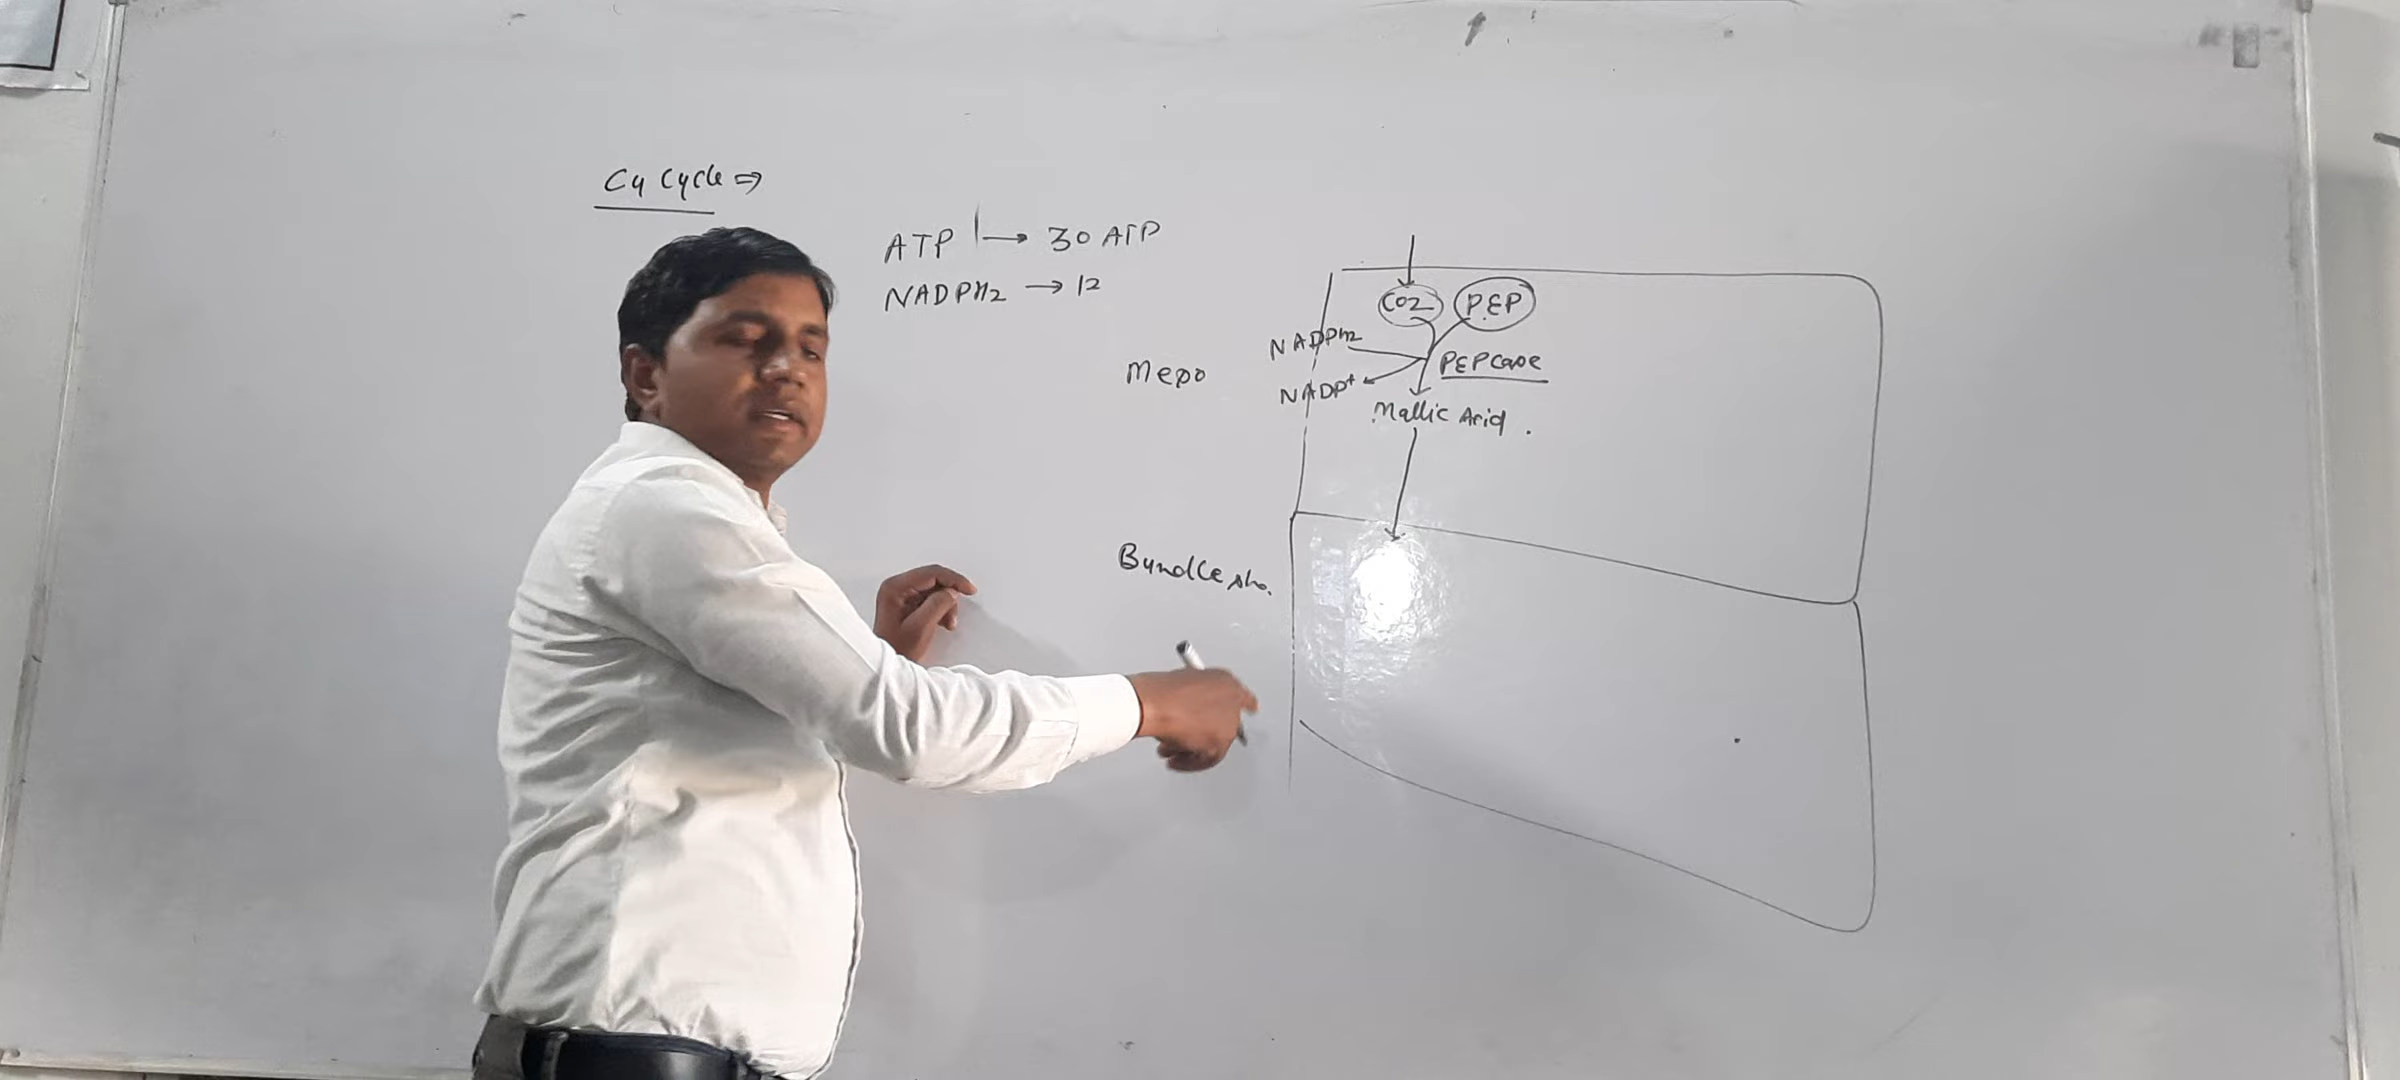 C4 Cycle ⇒
ATP → 30 ATP
NADPH2 → 12
CO2 PEP
NADPH2
PEPcase
Meso
NADP+
Mallic Acid.
Bundle sh.